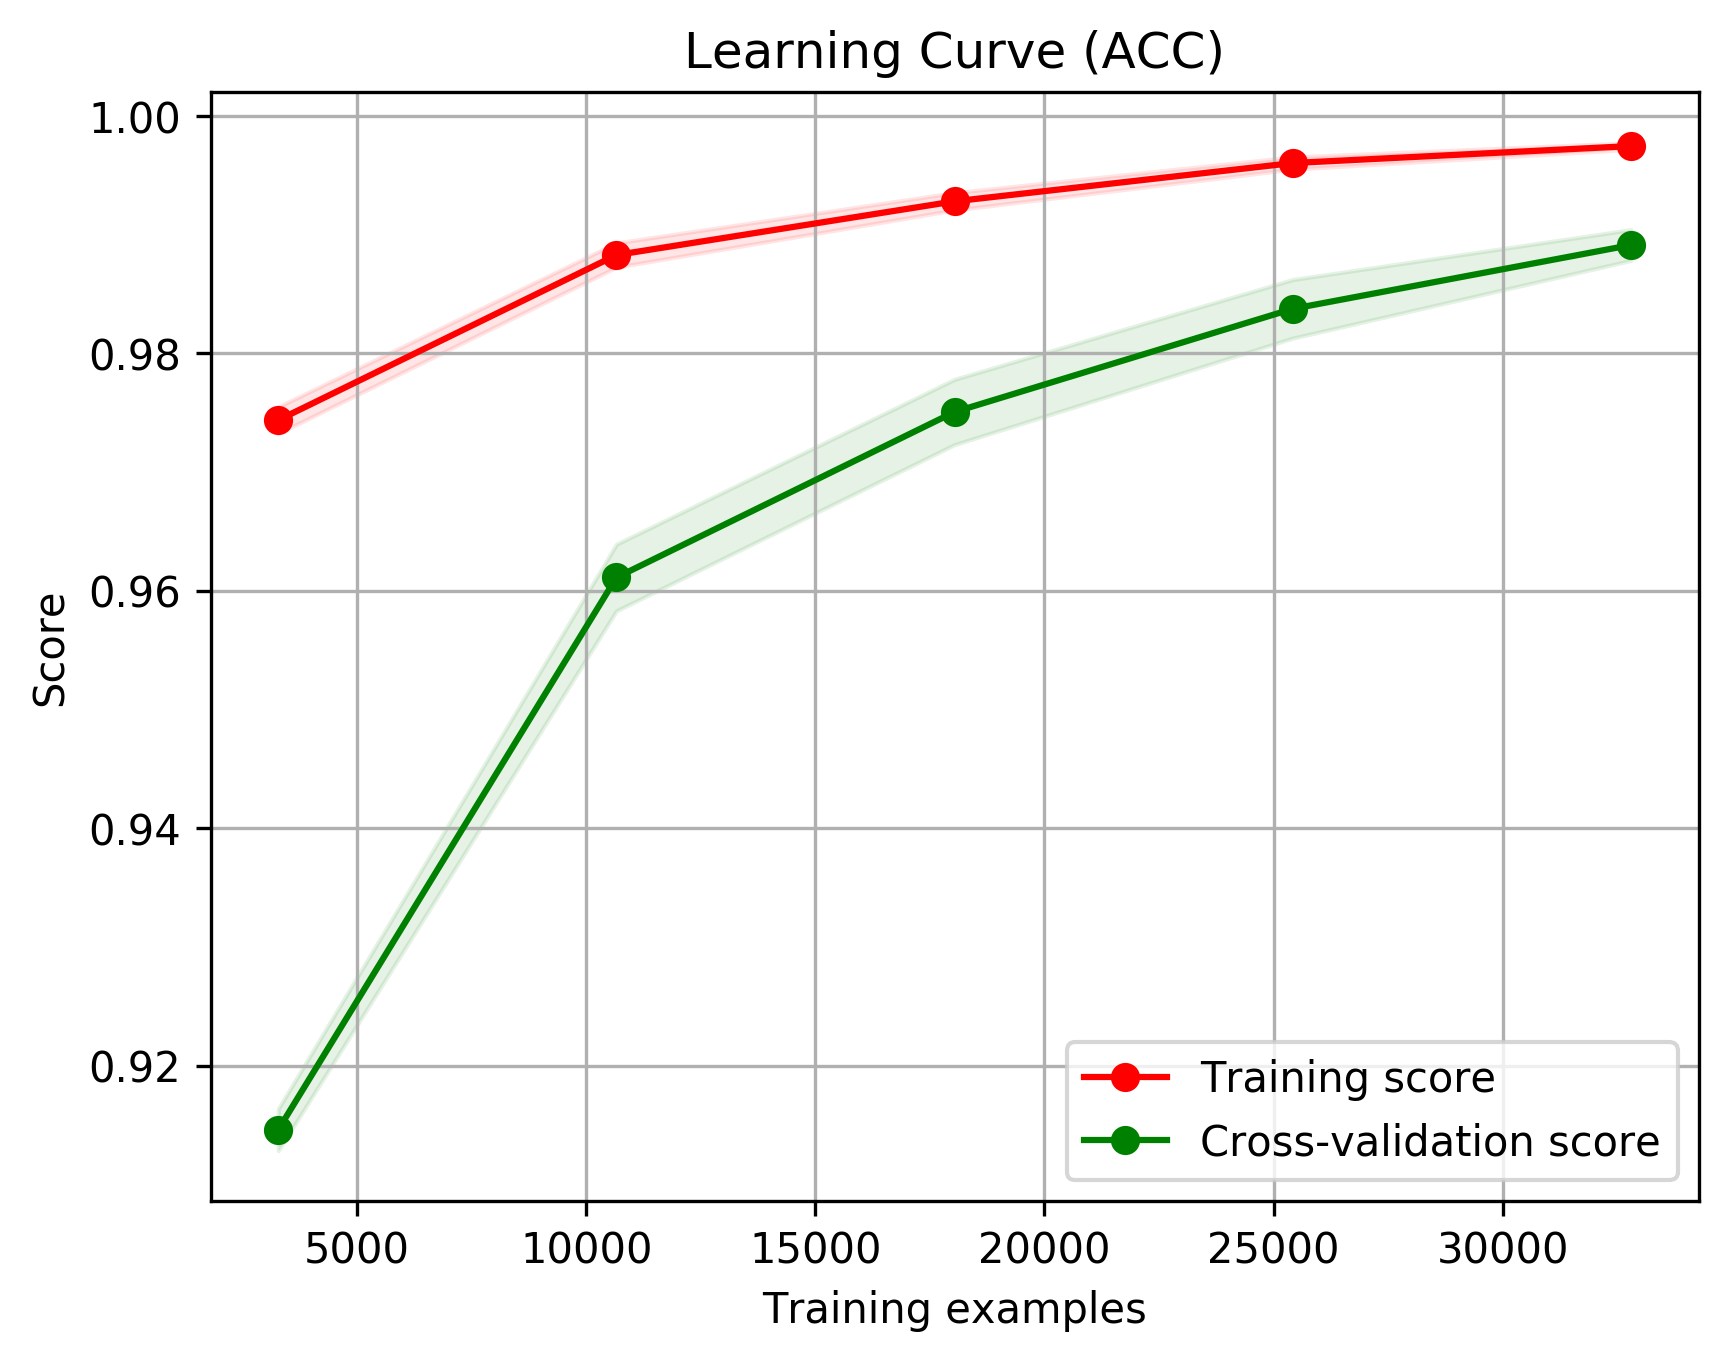 Learning Curve (ACC)
1.00
0.98
0.96
0.94
0.92
Score
Training score
Cross-validation score
5000 10000 15000 20000 25000 30000
Training examples